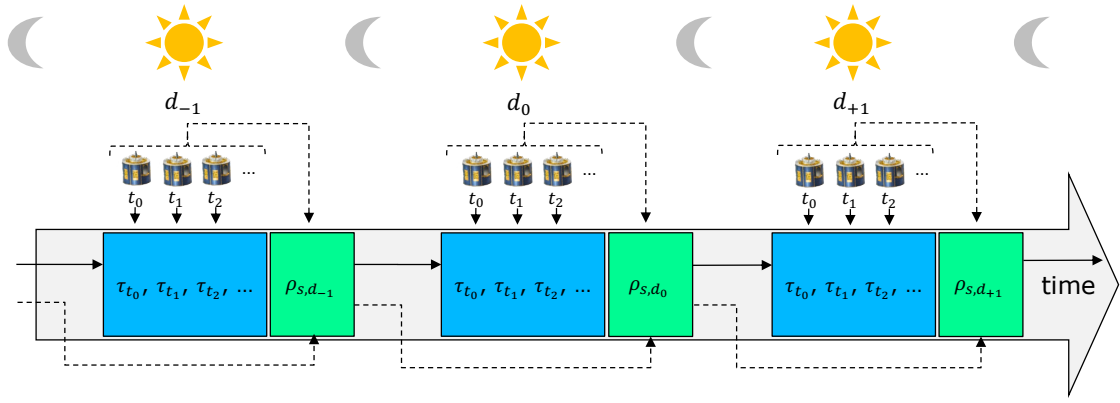 d₋₁ d₀ d₊₁
... ... ...
t₀ t₁ t₂ t₀ t₁ t₂ t₀ t₁ t₂
τ_{t₀}, τ_{t₁}, τ_{t₂}, ... ρ_{s,d₋₁} τ_{t₀}, τ_{t₁}, τ_{t₂}, ... ρ_{s,d₀} τ_{t₀}, τ_{t₁}, τ_{t₂}, ... ρ_{s,d₊₁} time